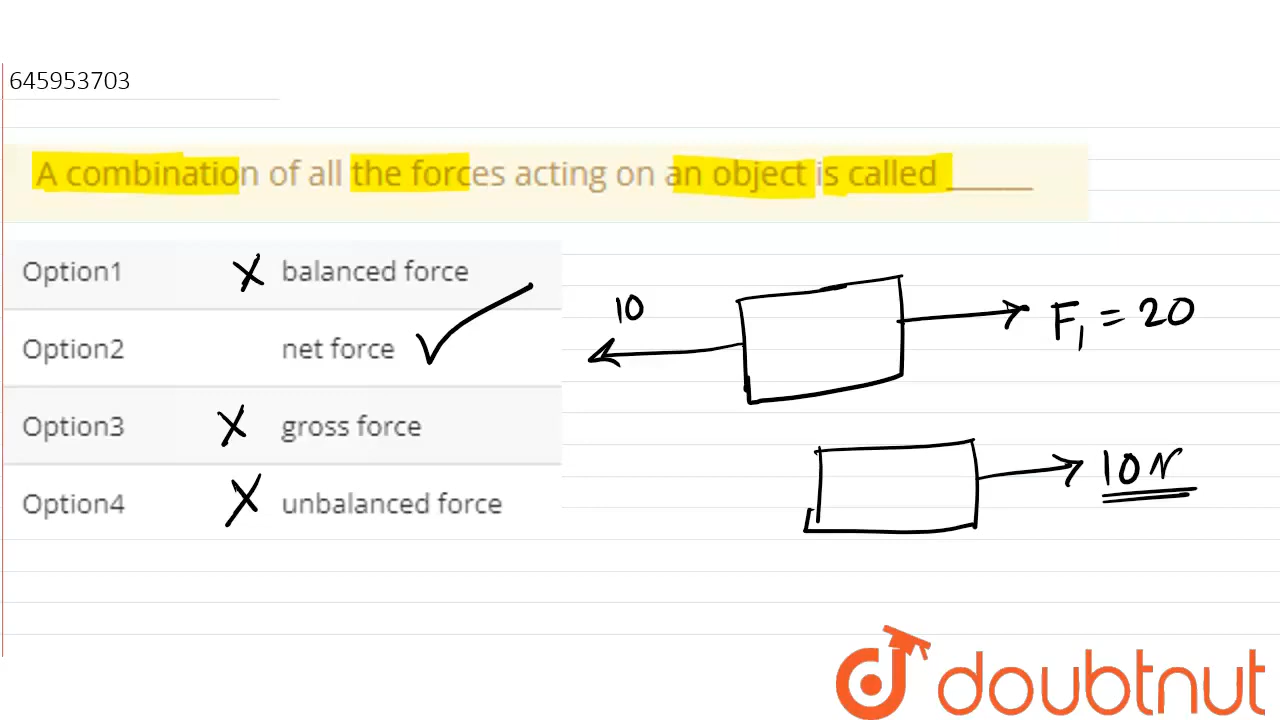 645953703
A combination of all the forces acting on an object is called ______
Option1 X balanced force
Option2 net force ✓
Option3 X gross force
Option4 X unbalanced force
10
F₁ = 20
10 N
doubtnut